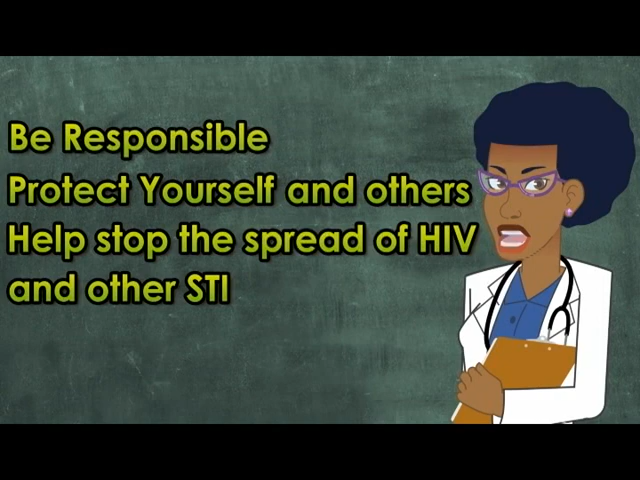 Be Responsible
Protect Yourself and others
Help stop the spread of HIV
and other STI